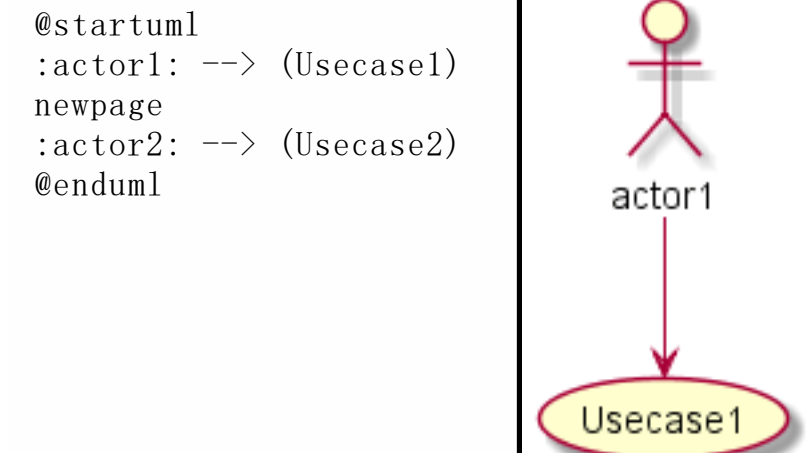 @startuml
:actor1: --> (Usecase1)
newpage
:actor2: --> (Usecase2)
@enduml
actor1
Usecase1